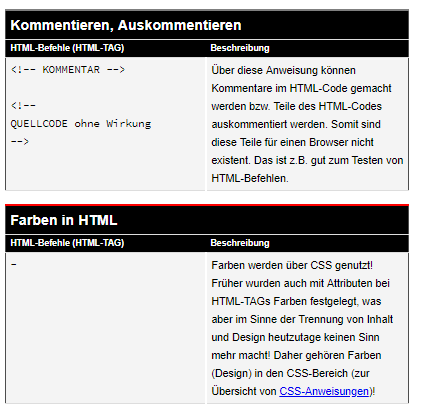 Kommentieren, Auskommentieren
HTML-Befehle (HTML-TAG) Beschreibung
<!-- KOMMENTAR -->
<!--
QUELLCODE ohne Wirkung
-->
Über diese Anweisung können
Kommentare im HTML-Code gemacht
werden bzw. Teile des HTML-Codes
auskommentiert werden. Somit sind
diese Teile für einen Browser nicht
existent. Das ist z.B. gut zum Testen von
HTML-Befehlen.
Farben in HTML
HTML-Befehle (HTML-TAG) Beschreibung
-
Farben werden über CSS genutzt!
Früher wurden auch mit Attributen bei
HTML-TAGs Farben festgelegt, was
aber im Sinne der Trennung von Inhalt
und Design heutzutage keinen Sinn
mehr macht! Daher gehören Farben
(Design) in den CSS-Bereich (zur
Übersicht von CSS-Anweisungen)!